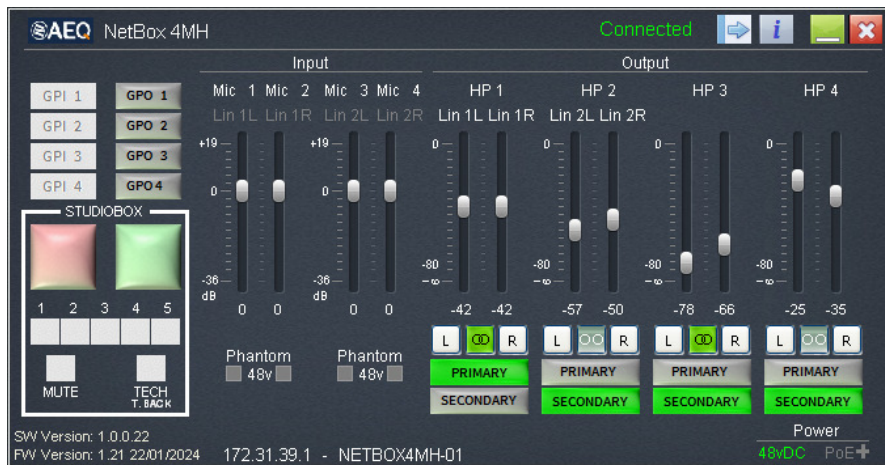 AEQ NetBox 4MH Connected
Input Output
GPI 1 GPO 1 Mic 1 Mic 2 Mic 3 Mic 4 HP 1 HP 2 HP 3 HP 4
Lin 1L Lin 1R Lin 2L Lin 2R Lin 1L Lin 1R Lin 2L Lin 2R
GPI 2 GPO 2
+19 +19 0 0 0 0
GPI 3 GPO 3
GPI 4 GPO4 0 0
STUDIOBOX
-80 -80 -80 -80
-36 -36 -∞ -∞ -∞ -∞
dB dB
1 2 3 4 5 0 0 0 0 -42 -42 -57 -50 -78 -66 -25 -35
L R L R L R L R
Phantom Phantom
48v 48v PRIMARY PRIMARY PRIMARY PRIMARY
MUTE TECH
T. BACK
SECONDARY SECONDARY SECONDARY SECONDARY
SW Version: 1.0.0.22 Power
FW Version: 1.21 22/01/2024 172.31.39.1 - NETBOX4MH-01 48vDC PoE+